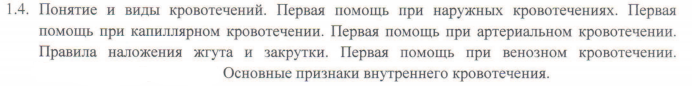 1.4. Понятие и виды кровотечений. Первая помощь при наружных кровотечениях. Первая
помощь при капиллярном кровотечении. Первая помощь при артериальном кровотечении.
Правила наложения жгута и закрутки. Первая помощь при венозном кровотечении.
Основные признаки внутреннего кровотечения.